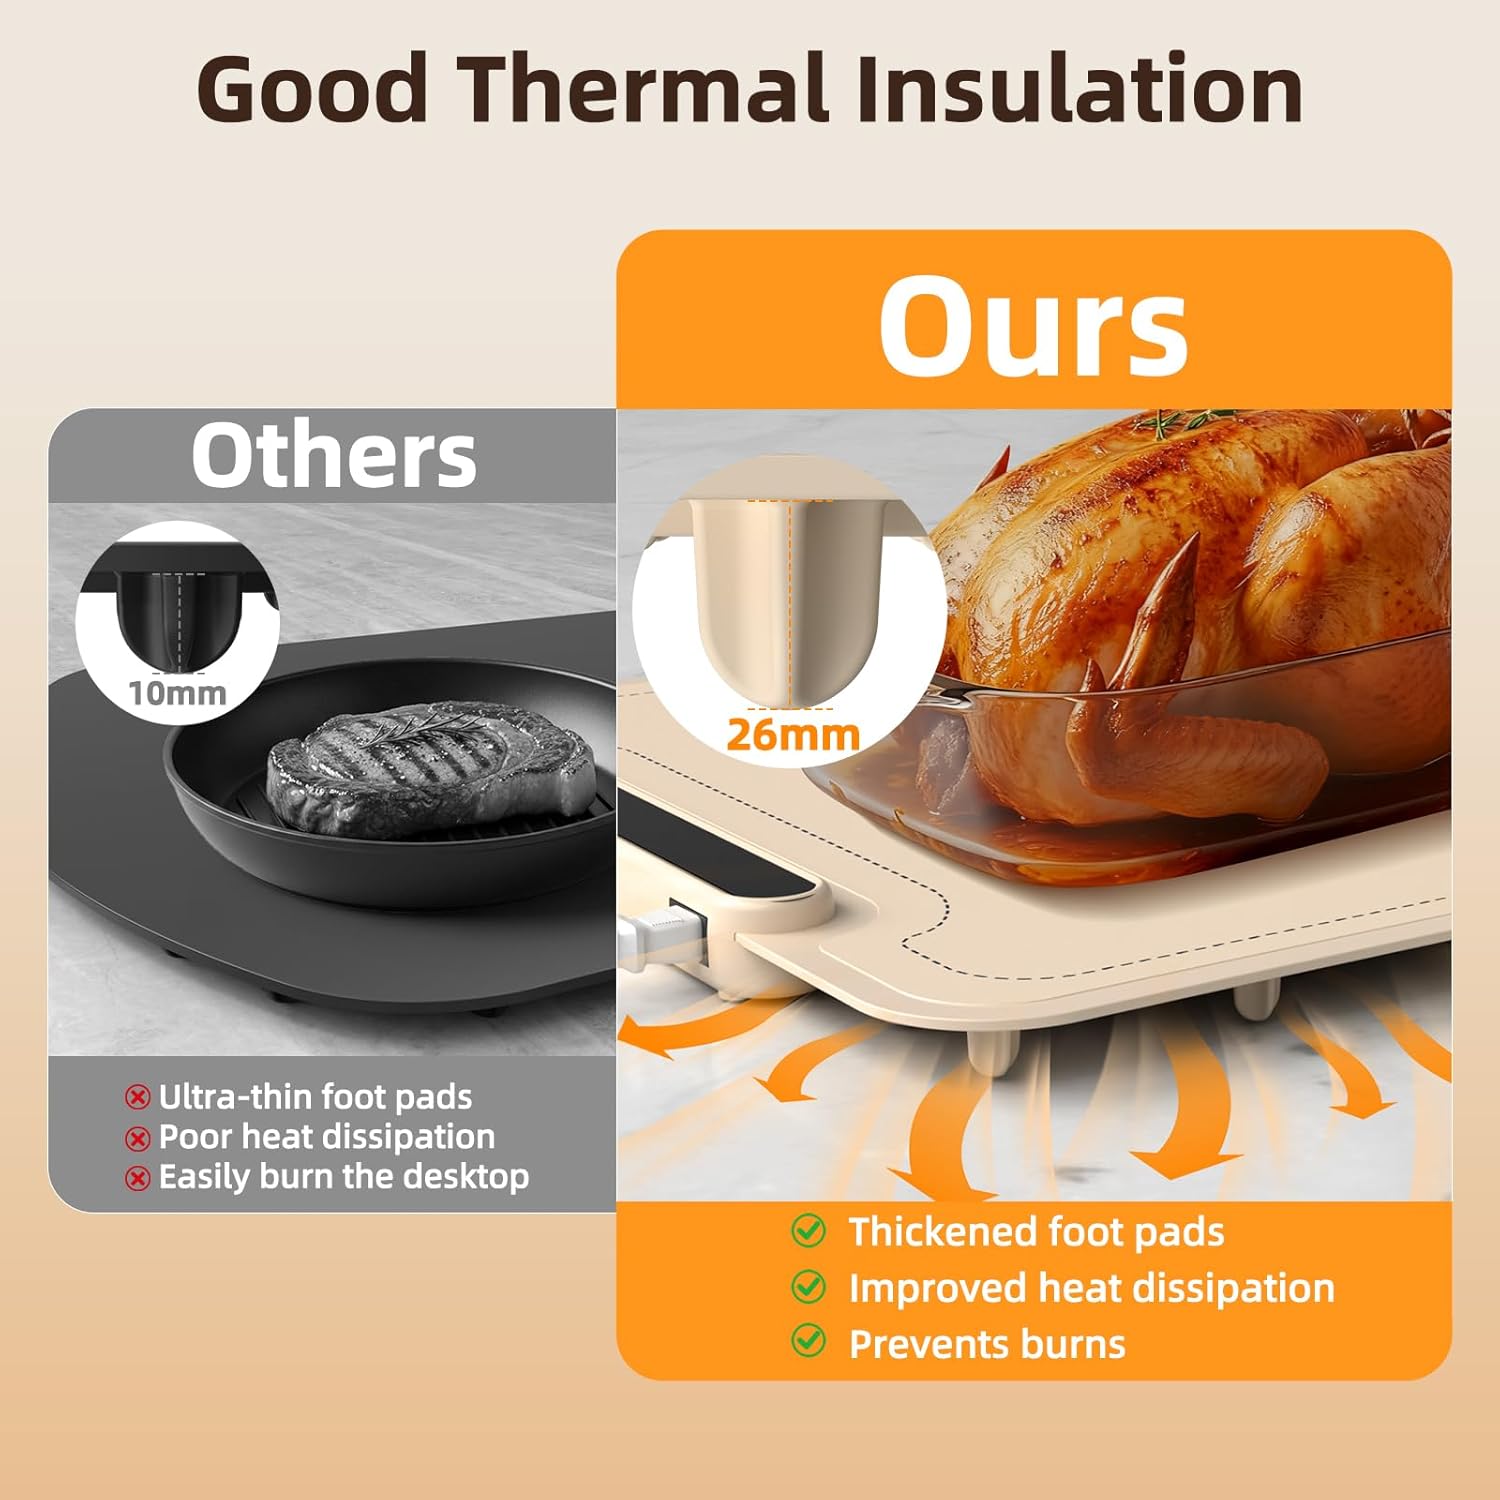 Good Thermal Insulation
Others
10mm
Ultra-thin foot pads
Poor heat dissipation
Easily burn the desktop
Ours
26mm
Thickened foot pads
Improved heat dissipation
Prevents burns